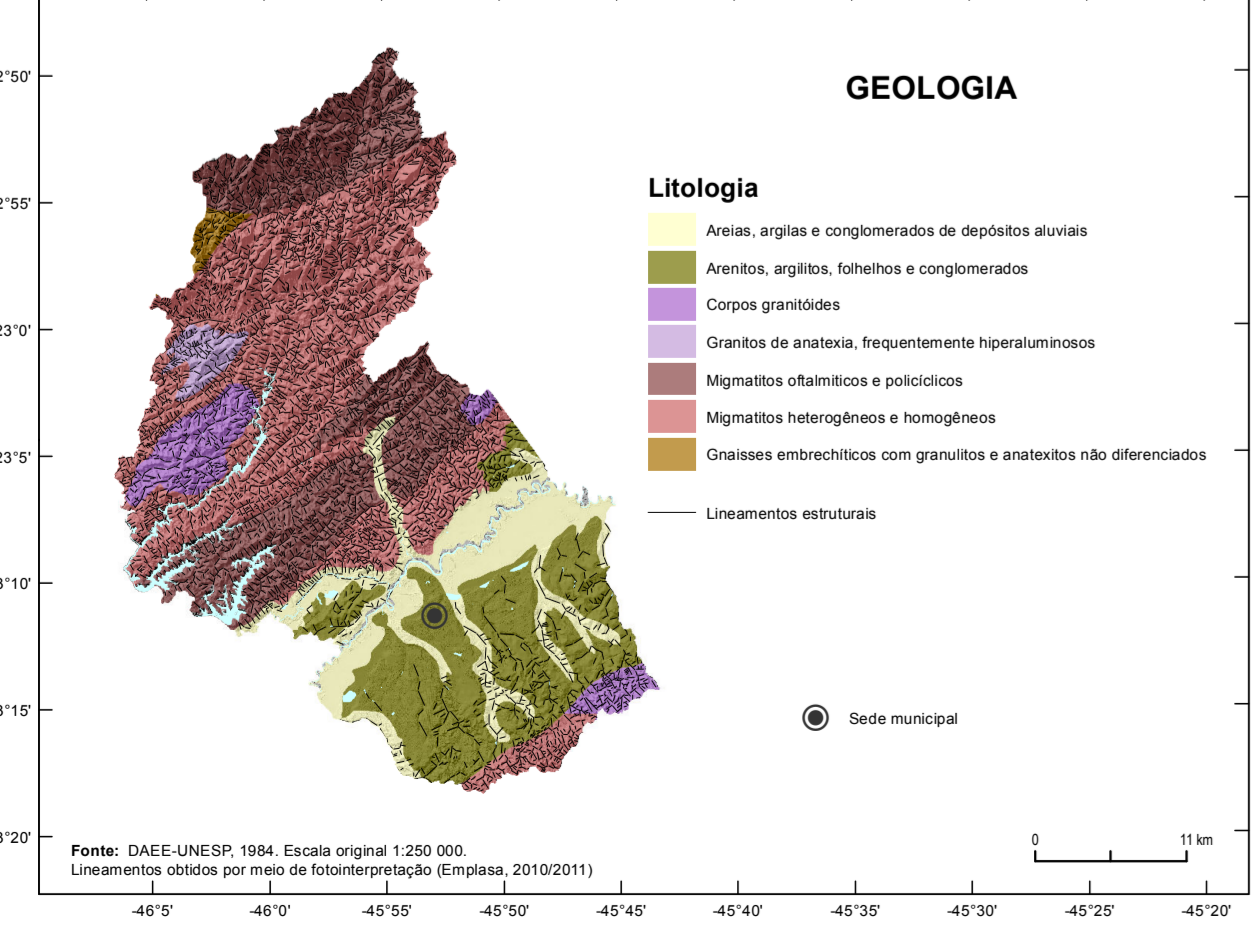 GEOLOGIA
Litologia
Areias, argilas e conglomerados de depósitos aluviais
Arenitos, argilitos, folhelhos e conglomerados
Corpos granitóides
Granitos de anatexia, frequentemente hiperaluminosos
Migmatitos oftalmiticos e policíclicos
Migmatitos heterogêneos e homogêneos
Gnaisses embrechíticos com granulitos e anatexitos não diferenciados
Lineamentos estruturais
Sede municipal
0 11 km
2°50'
2°55'
23°0'
23°5'
3°10'
3°15'
3°20'
Fonte: DAEE-UNESP, 1984. Escala original 1:250 000.
Lineamentos obtidos por meio de fotointerpretação (Emplasa, 2010/2011)
-46°5' -46°0' -45°55' -45°50' -45°45' -45°40' -45°35' -45°30' -45°25' -45°20'